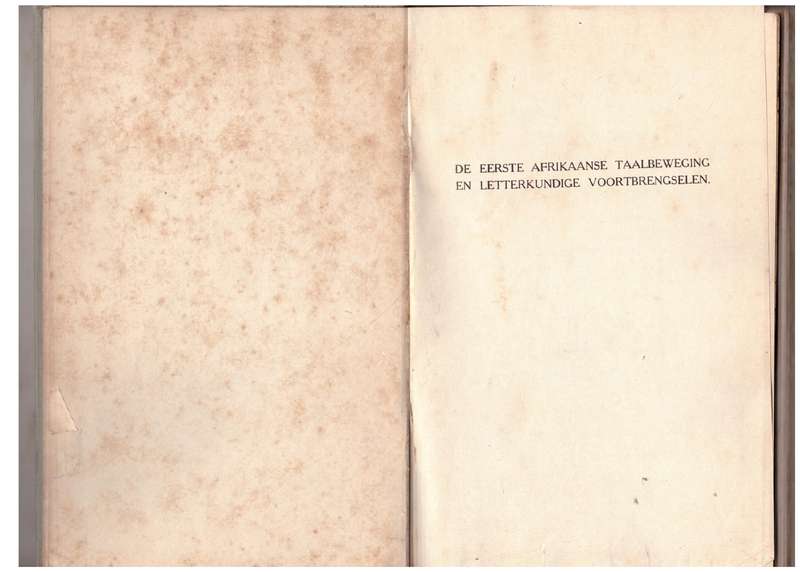 DE EERSTE AFRIKAANSE TAALBEWEGING
EN LETTERKUNDIGE VOORTBRENGSELEN.